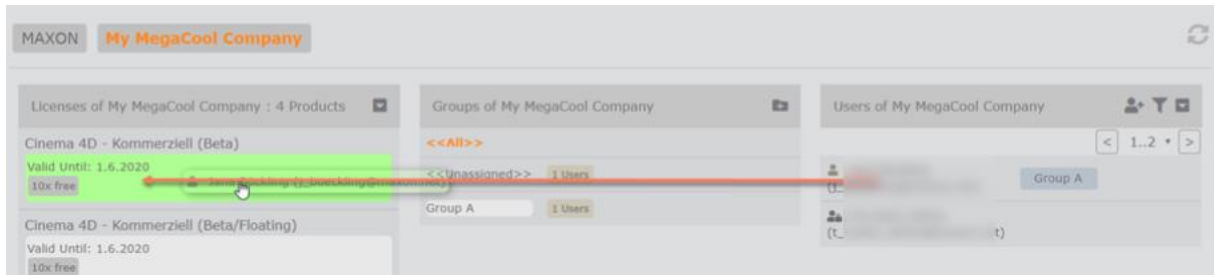 MAXON My MegaCool Company
Licenses of My MegaCool Company : 4 Products
Cinema 4D - Kommerziell (Beta)
Valid Until: 1.6.2020
10x free
Cinema 4D - Kommerziell (Beta/Floating)
Valid Until: 1.6.2020
10x free
Groups of My MegaCool Company
<<All>>
<<Unassigned>> 1 Users
Group A 1 Users
Users of My MegaCool Company
< 1..2 >
Group A
(t_ t)